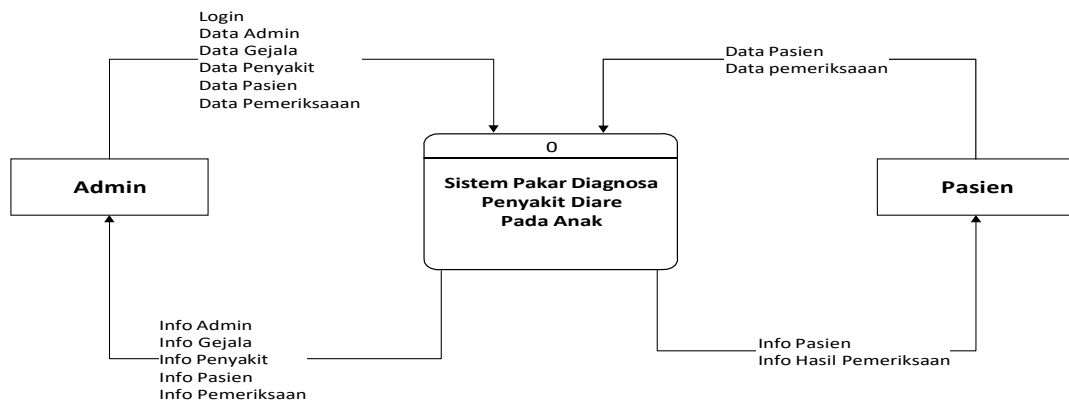 Login
Data Admin
Data Gejala
Data Penyakit
Data Pasien
Data Pemeriksaaan
Data Pasien
Data pemeriksaaan
0
Admin
Sistem Pakar Diagnosa
Penyakit Diare
Pada Anak
Pasien
Info Admin
Info Gejala
Info Penyakit
Info Pasien
Info Pemeriksaan
Info Pasien
Info Hasil Pemeriksaan